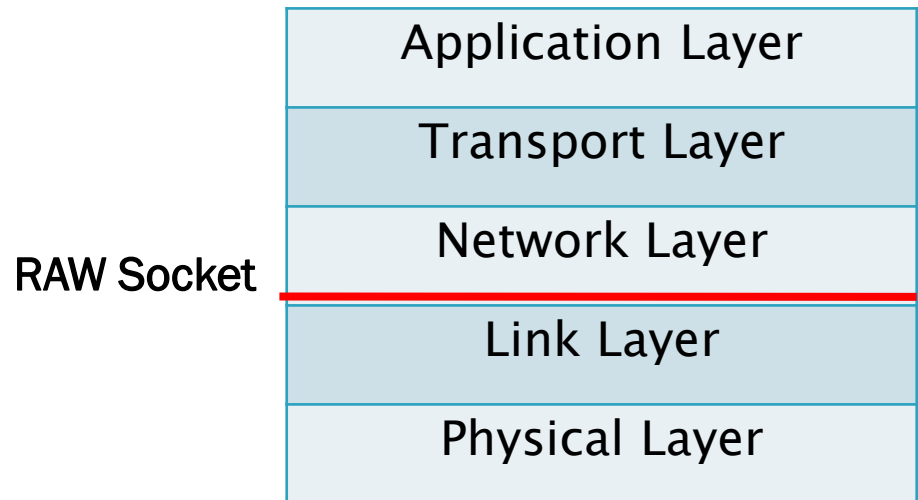 Application Layer
Transport Layer
Network Layer
RAW Socket
Link Layer
Physical Layer